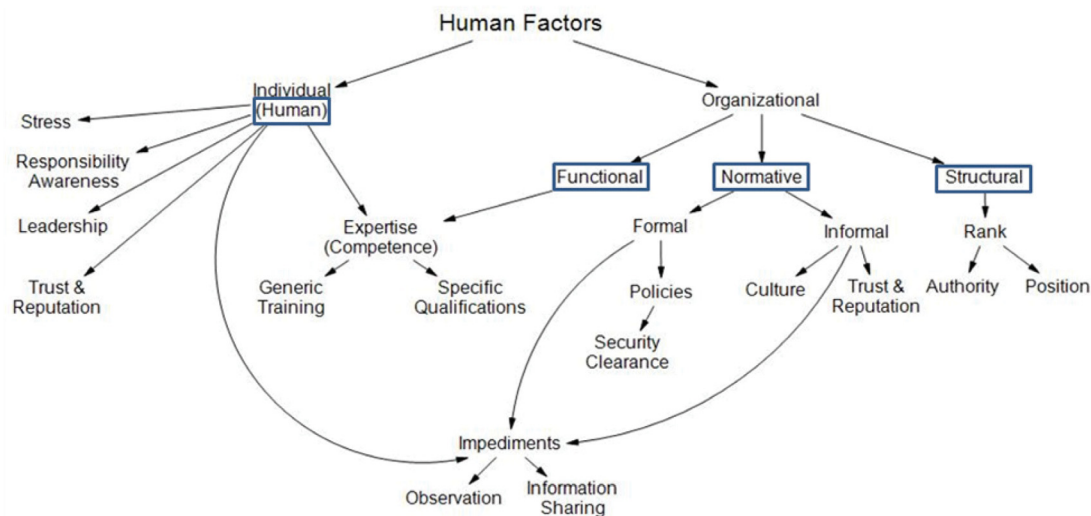 Human Factors
Individual
(Human)
Organizational
Stress
Responsibility
Awareness
Leadership
Trust &
Reputation
Functional
Normative
Structural
Expertise
(Competence)
Generic
Training
Specific
Qualifications
Formal
Informal
Rank
Policies
Security
Clearance
Culture
Trust &
Reputation
Authority
Position
Impediments
Observation
Information
Sharing